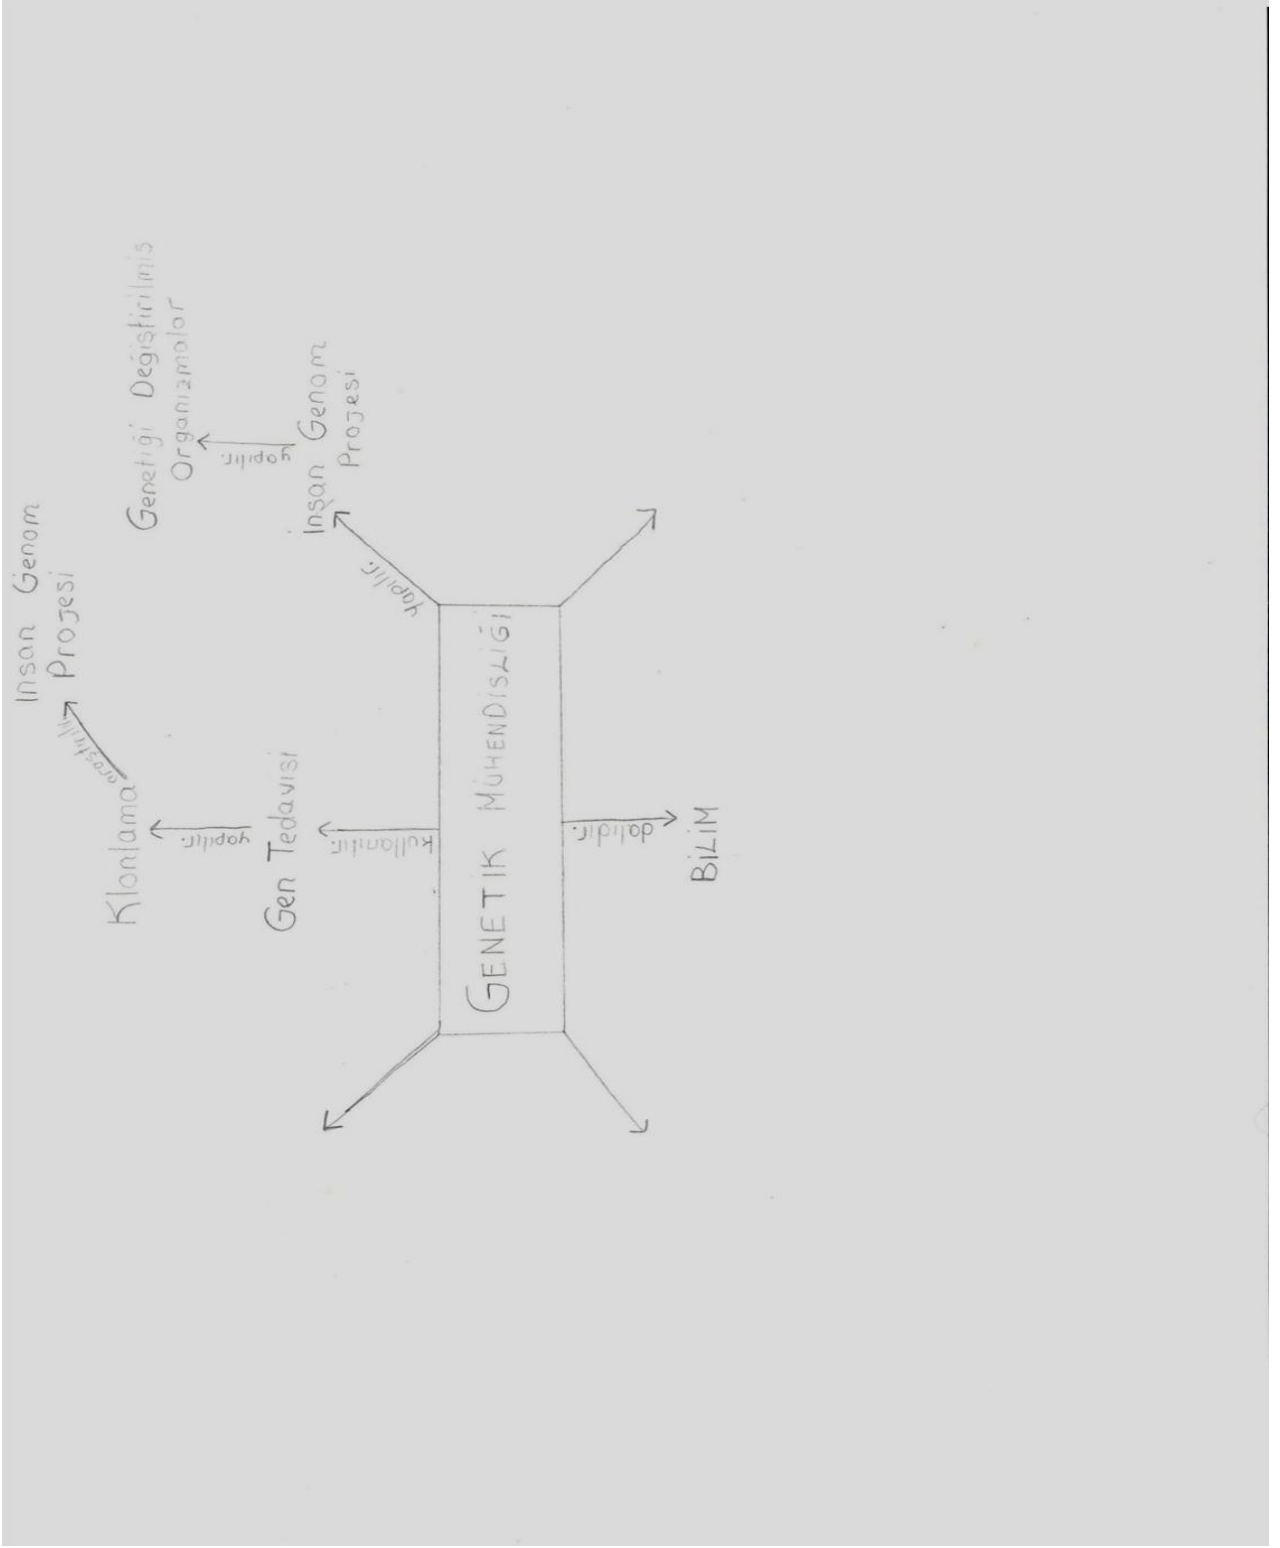 İnsan Genom
Projesi
araştırılır.
Klonlama
yapılır.
Gen Tedavisi
kullanılır.
Genetiği Değiştirilmiş
Organizmalar
yapılır.
İnsan Genom
Projesi
yapılır.
GENETİK MÜHENDİSLİĞİ
dalıdır.
BİLİM